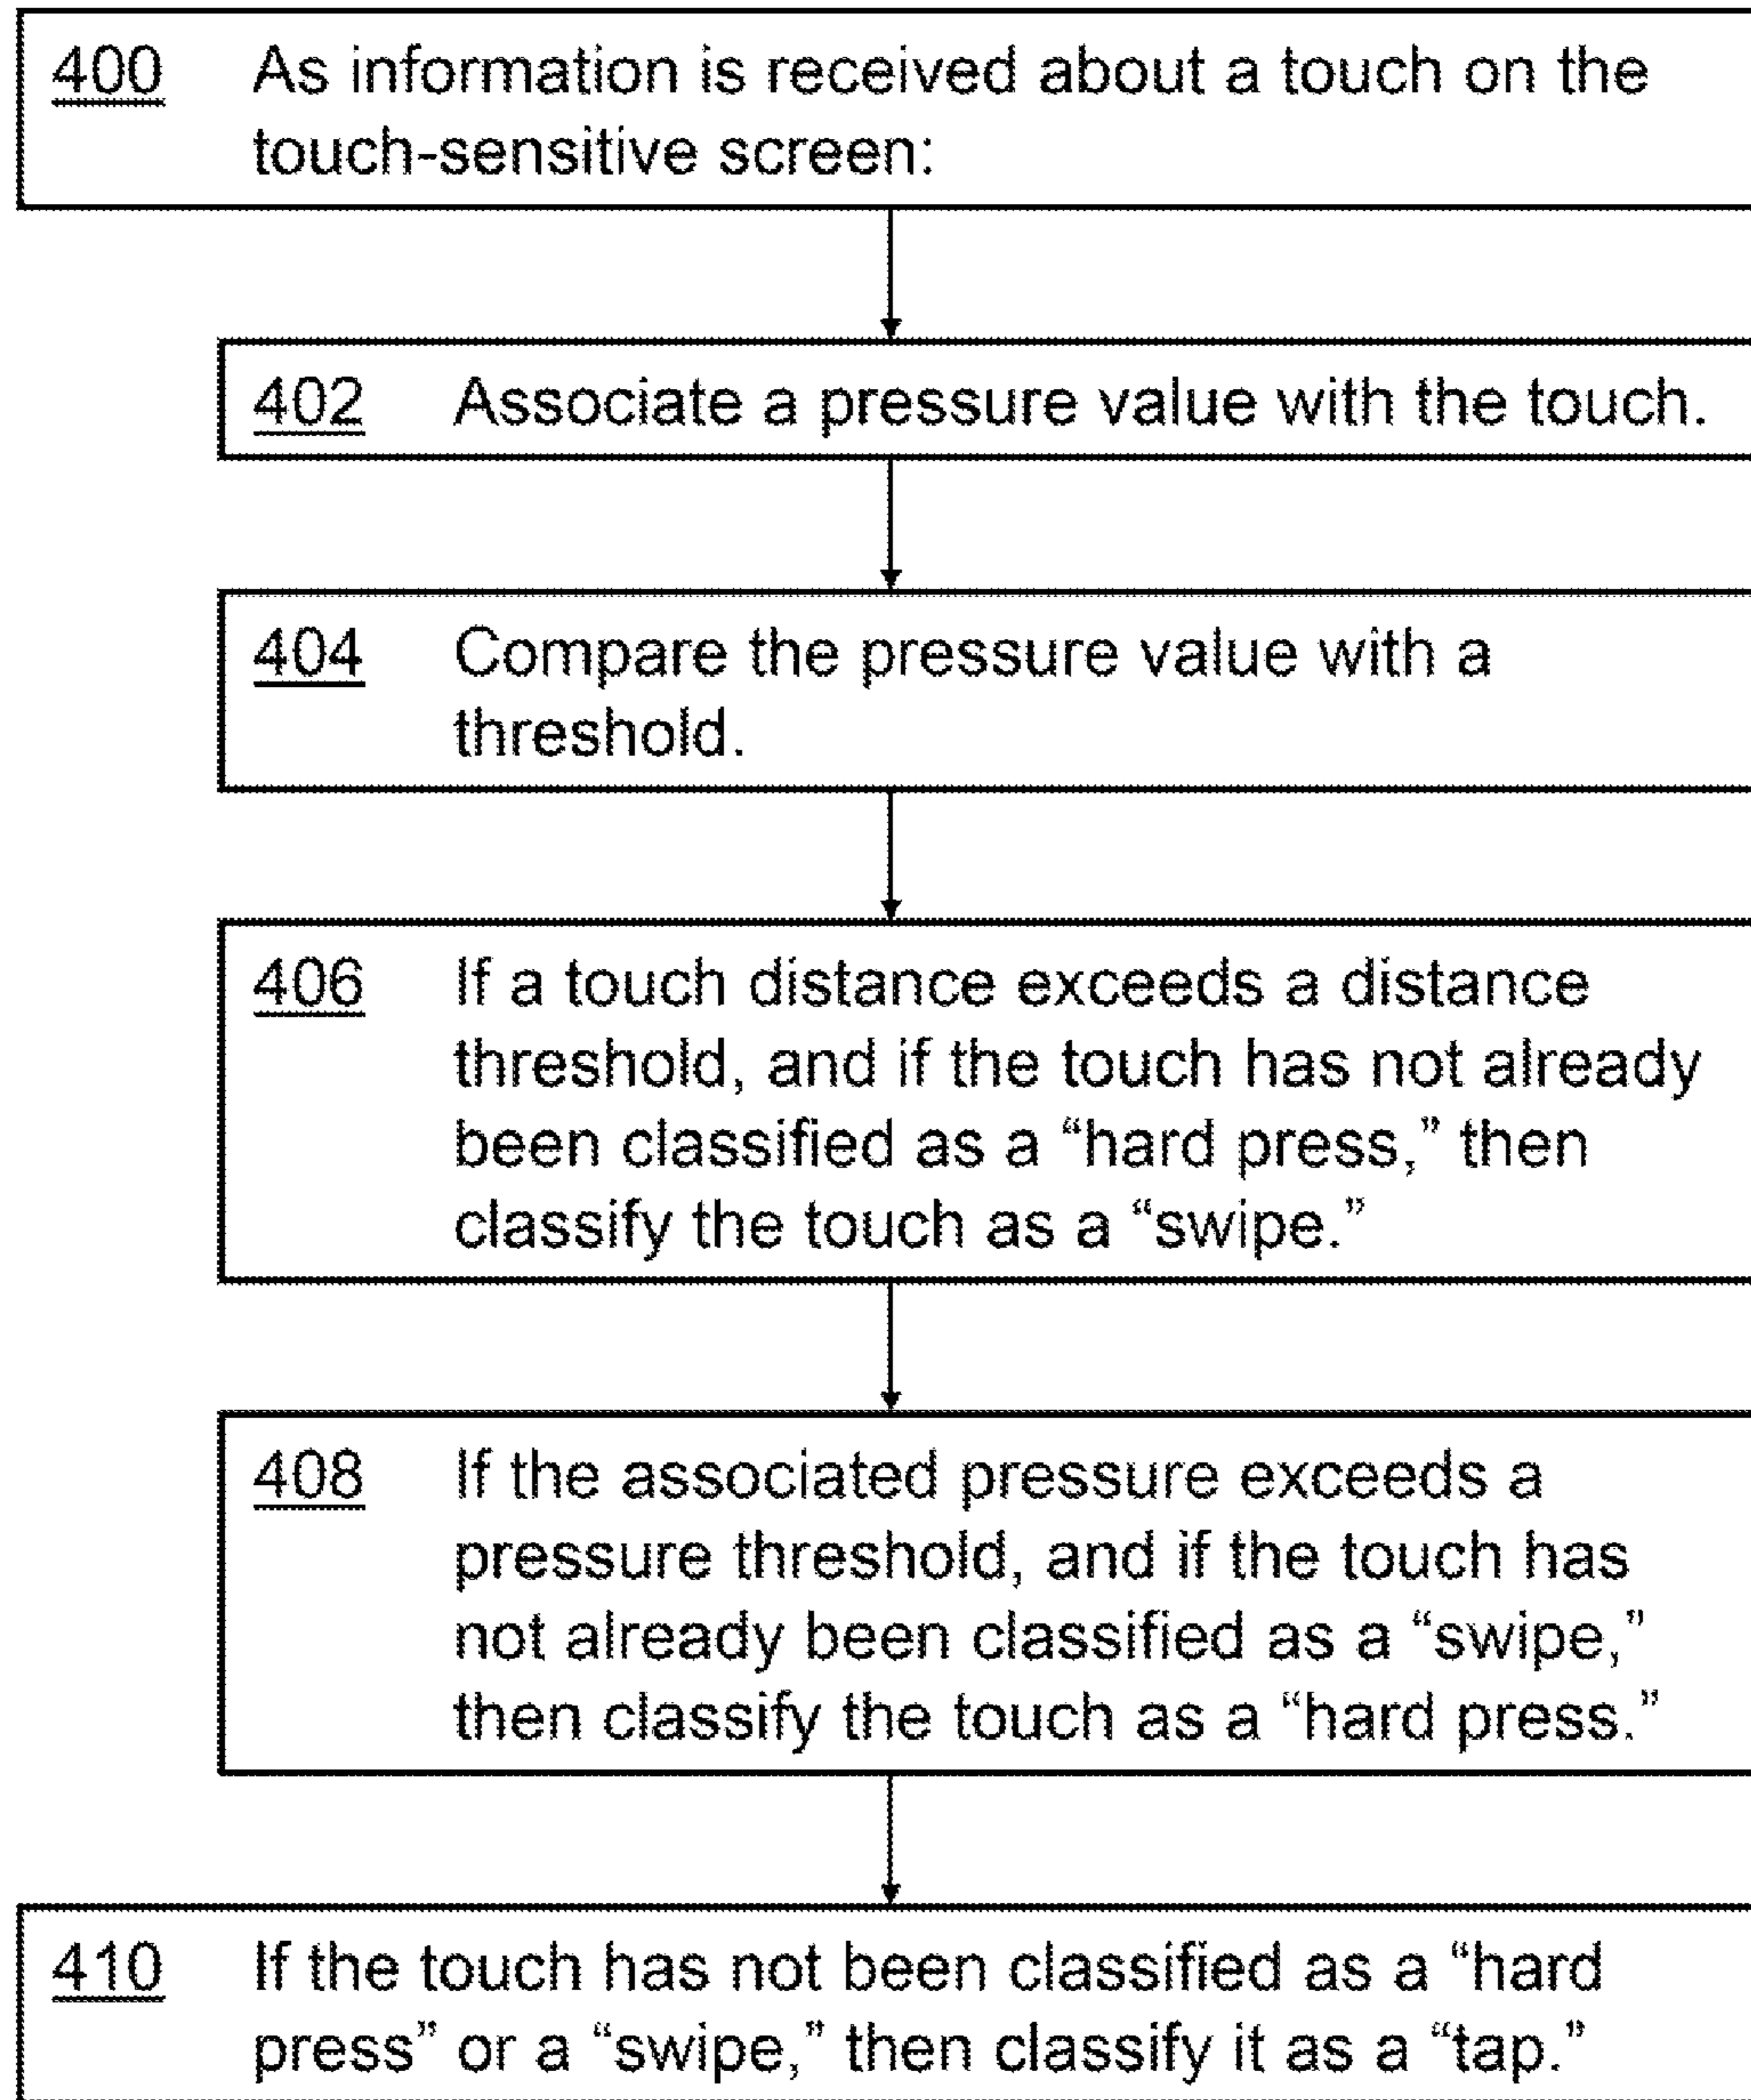 400 As information is received about a touch on the
touch-sensitive screen:
402 Associate a pressure value with the touch.
404 Compare the pressure value with a
threshold.
406 If a touch distance exceeds a distance
threshold, and if the touch has not already
been classified as a “hard press,” then
classify the touch as a “swipe.”
408 If the associated pressure exceeds a
pressure threshold, and if the touch has
not already been classified as a “swipe,”
then classify the touch as a “hard press.”
410 If the touch has not been classified as a “hard
press” or a “swipe,” then classify it as a “tap.”